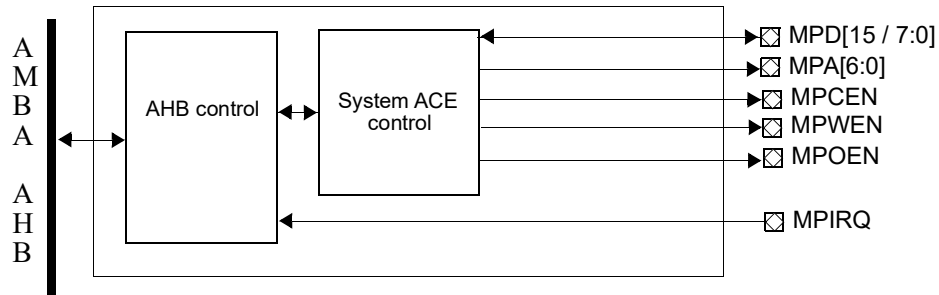 A
M
B
A
A
H
B
AHB control
System ACE
control
MPD[15 / 7:0]
MPA[6:0]
MPCEN
MPWEN
MPOEN
MPIRQ